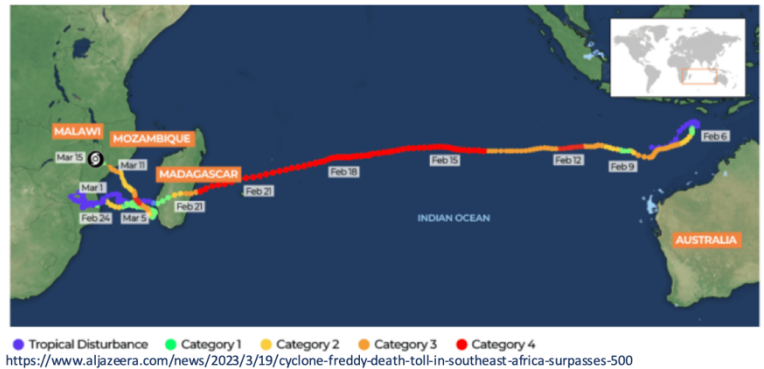 MALAWI
MOZAMBIQUE
Mar 15
Mar 11
MADAGASCAR
Mar 1
Feb 24
Mar 5
Feb 21
Feb 21
Feb 18
Feb 15
Feb 12
Feb 9
Feb 6
INDIAN OCEAN
AUSTRALIA
Tropical Disturbance
Category 1
Category 2
Category 3
Category 4
https://www.aljazeera.com/news/2023/3/19/cyclone-freddy-death-toll-in-southeast-africa-surpasses-500